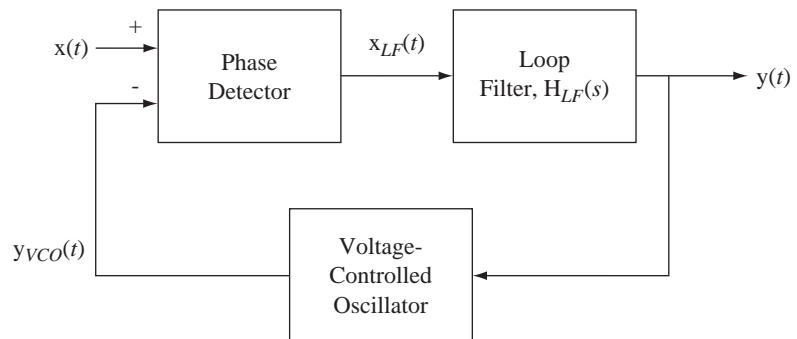 +
x(t)
-
Phase
Detector
x_LF(t)
Loop
Filter, H_LF(s)
y(t)
y_VCO(t)
Voltage-
Controlled
Oscillator